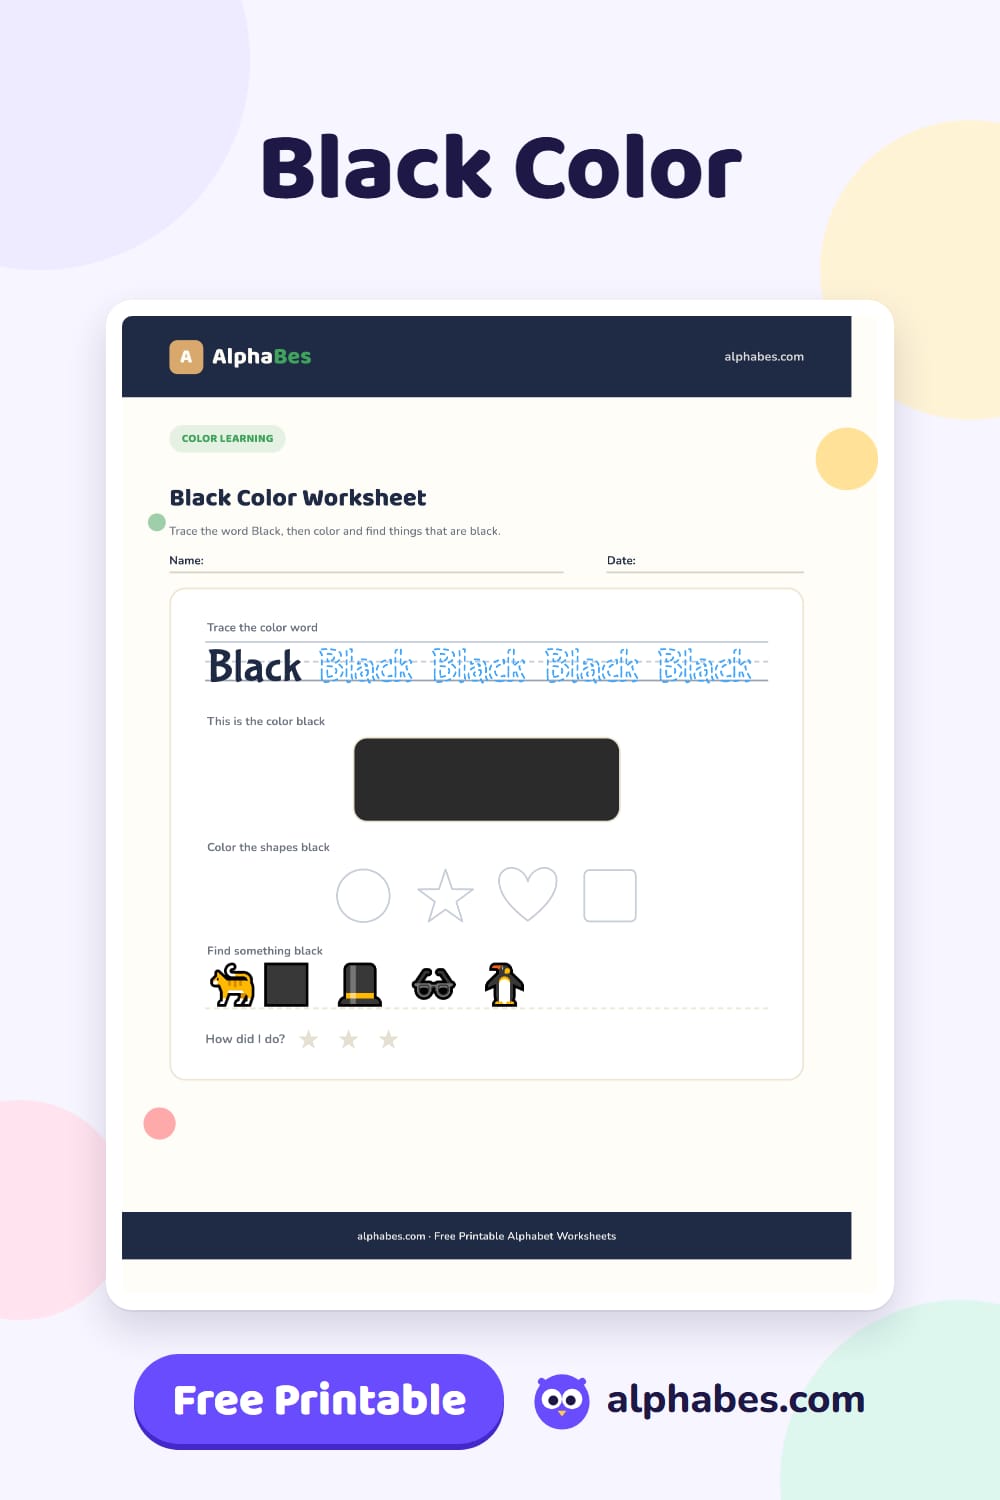 Black Color
A AlphaBes
alphabes.com
COLOR LEARNING
Black Color Worksheet
Trace the word Black, then color and find things that are black.
Name: Date:
Trace the color word
Black Black Black Black Black
This is the color black
Color the shapes black
Find something black
How did I do?
alphabes.com · Free Printable Alphabet Worksheets
Free Printable
alphabes.com